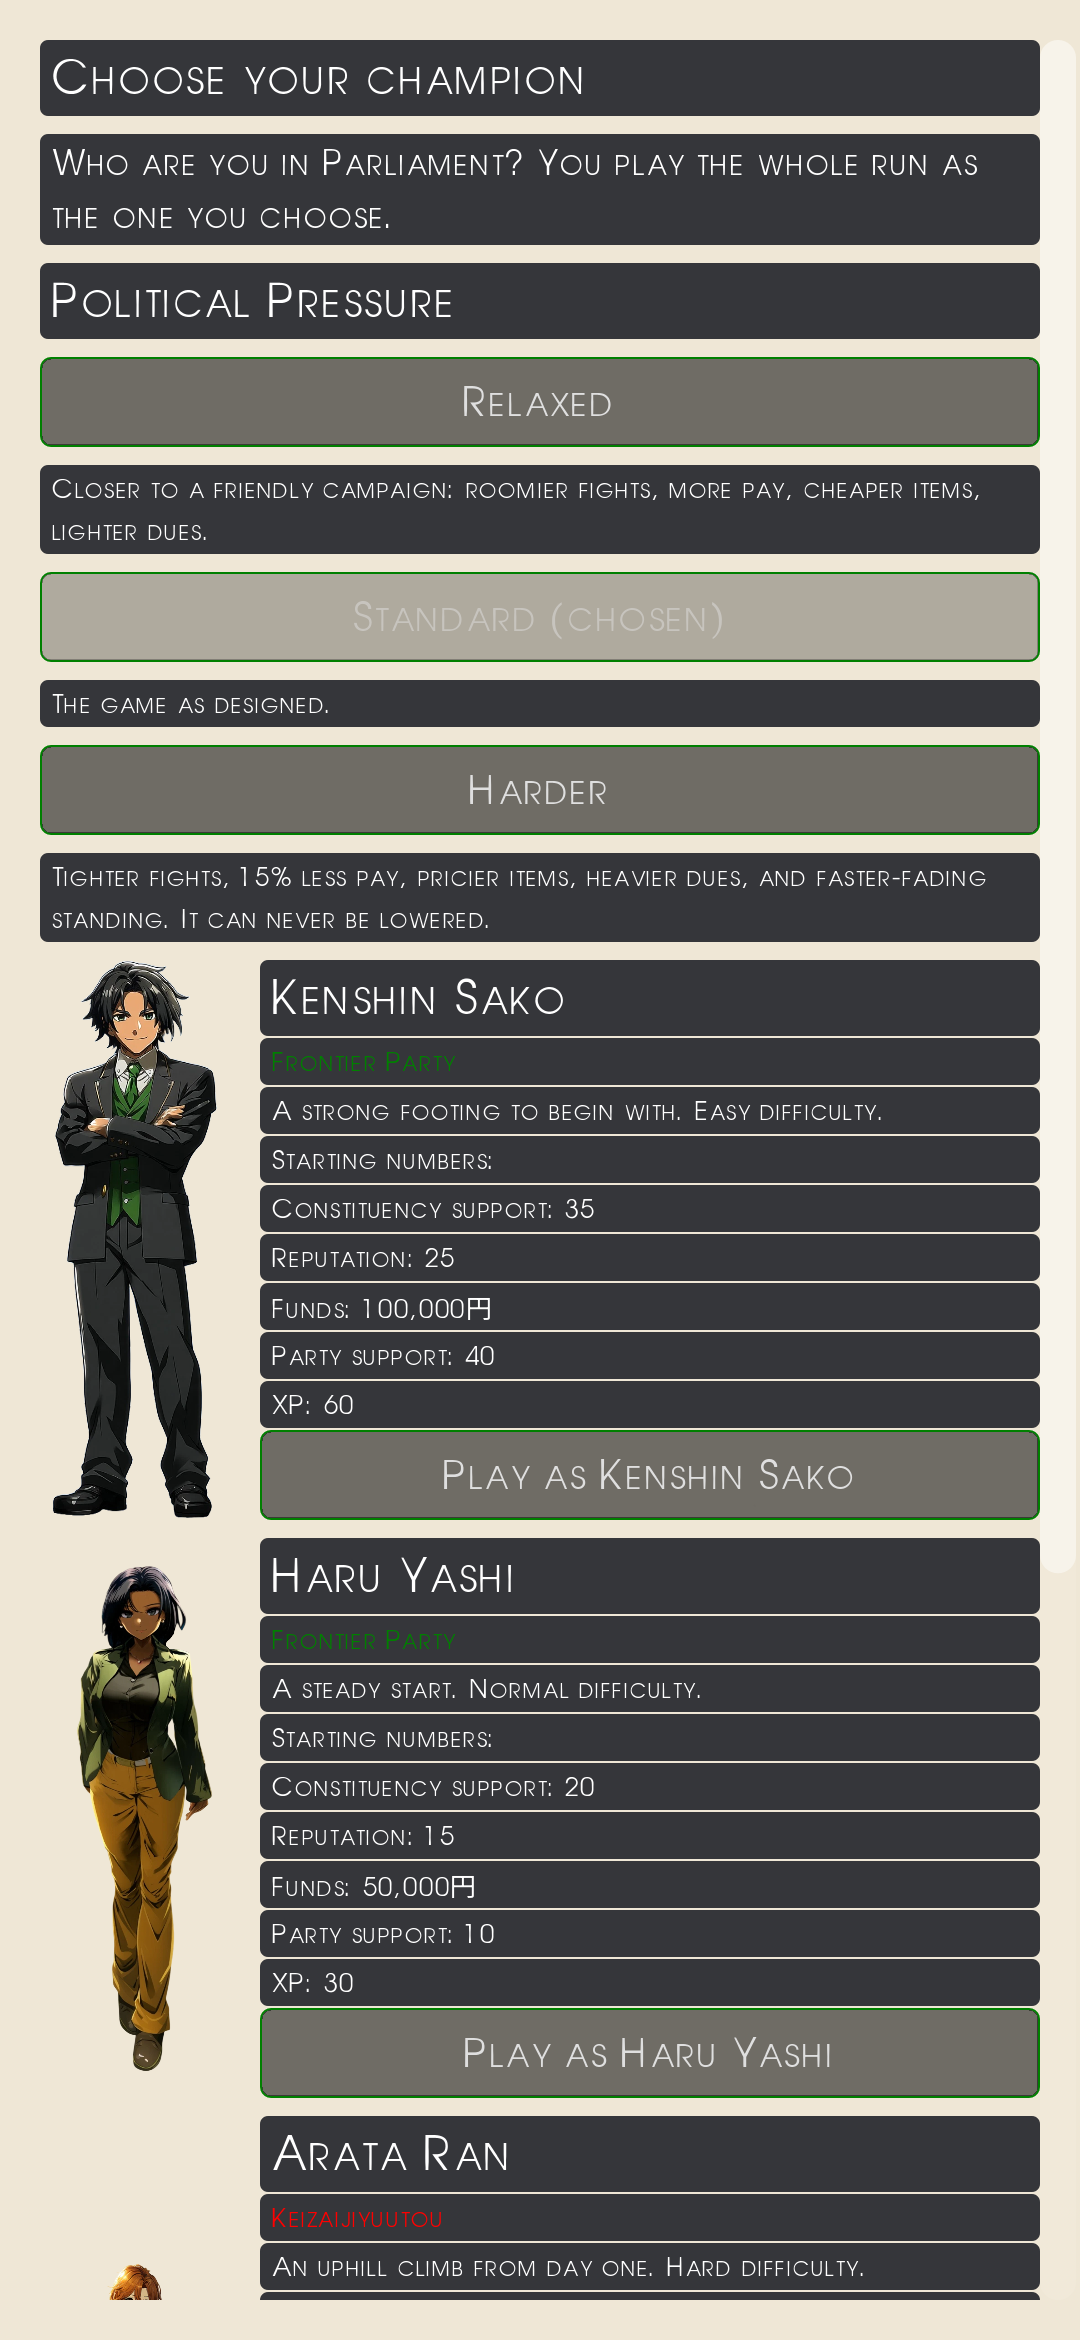 Choose your champion
Who are you in Parliament? You play the whole run as
the one you choose.
Political Pressure
Relaxed
Closer to a friendly campaign: roomier fights, more pay, cheaper items,
lighter dues.
Standard (chosen)
The game as designed.
Harder
Tighter fights, 15% less pay, pricier items, heavier dues, and faster-fading
standing. It can never be lowered.
Kenshin Sako
Frontier Party
A strong footing to begin with. Easy difficulty.
Starting numbers:
Constituency support: 35
Reputation: 25
Funds: 100,000円
Party support: 40
XP: 60
Play as Kenshin Sako
Haru Yashi
Frontier Party
A steady start. Normal difficulty.
Starting numbers:
Constituency support: 20
Reputation: 15
Funds: 50,000円
Party support: 10
XP: 30
Play as Haru Yashi
Arata Ran
Keizaijiyuutou
An uphill climb from day one. Hard difficulty.